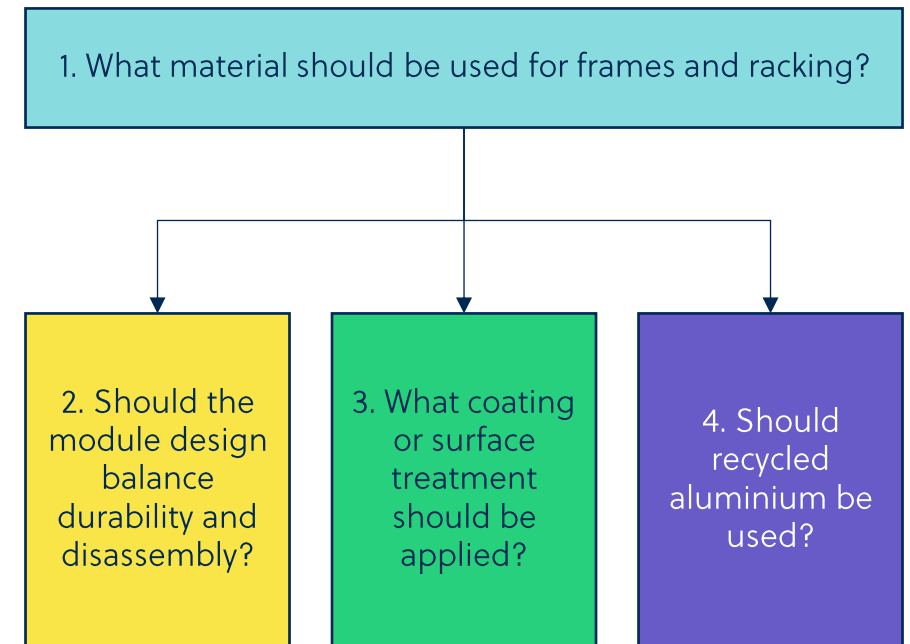 1. What material should be used for frames and racking?
2. Should the
module design
balance
durability and
disassembly?
3. What coating
or surface
treatment
should be
applied?
4. Should
recycled
aluminium be
used?